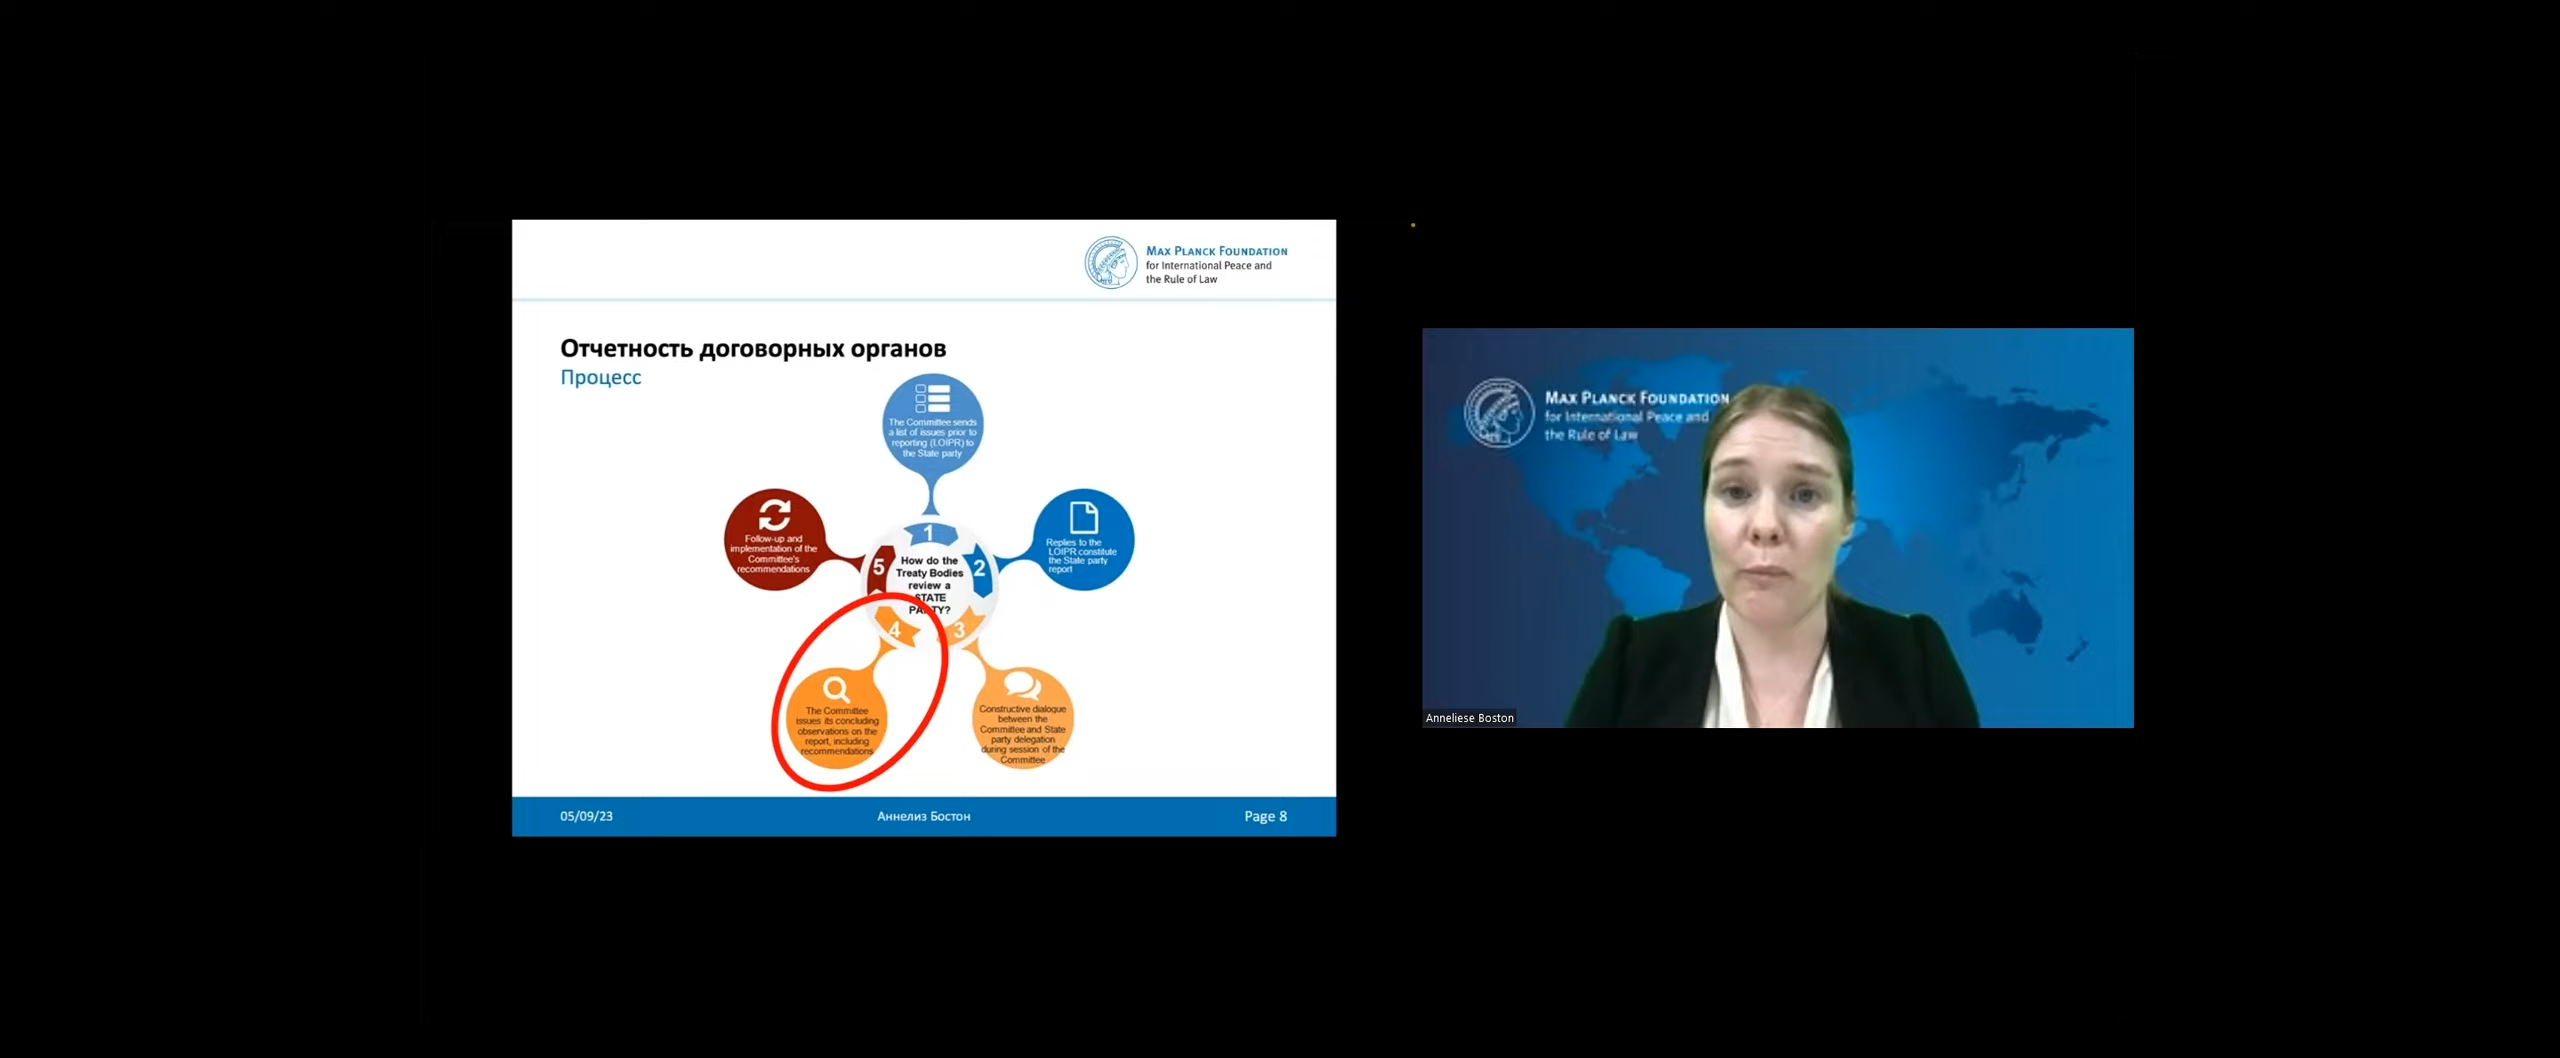 MAX PLANCK FOUNDATION
for International Peace and
the Rule of Law
Отчетность договорных органов
Процесс
The Committee sends
a list of issues prior to
reporting (LOIPR) to
the State party
Follow-up and
implementation of the
Committee's
recommendations
Replies to the
LOIPR constitute
the State party
report
1
2
3
4
5
How do the
Treaty Bodies
review a
STATE
PARTY?
The Committee
issues its concluding
observations on the
report, including
recommendations
Constructive dialogue
between the
Committee and State
party delegation
during session of the
Committee
05/09/23
Аннелиз Бостон
Page 8
MAX PLANCK FOUNDATION
for International Peace and
the Rule of Law
Anneliese Boston